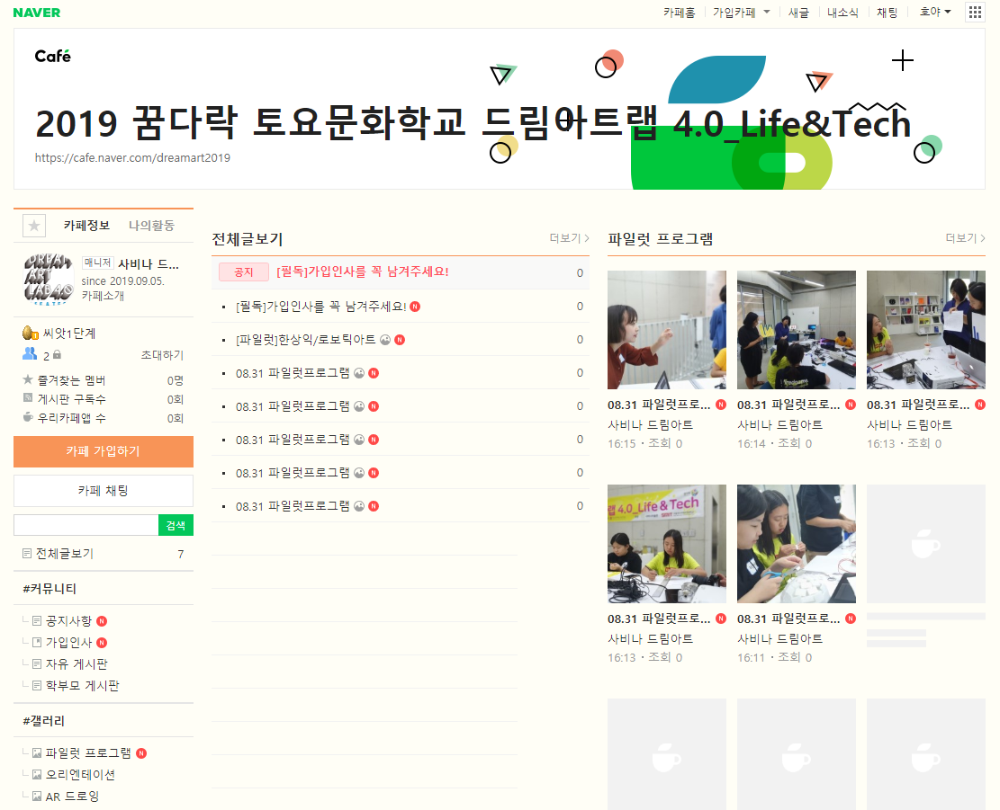 NAVER
카페홈 가입카페 새글 내소식 채팅 호야
Café
2019 꿈다락 토요문화학교 드림아트랩 4.0_Life&Tech
https://cafe.naver.com/dreamart2019
카페정보 나의활동
DREAM
ART
LAB 4.0
매니저 사비나 드...
since 2019.09.05.
카페소개
씨앗1단계
2 초대하기
즐겨찾는 멤버 0명
게시판 구독수 0회
우리카페앱 수 0회
카페 가입하기
카페 채팅
검색
전체글보기 7
#커뮤니티
공지사항 N
가입인사 N
자유 게시판
학부모 게시판
#갤러리
파일럿 프로그램 N
오리엔테이션
AR 드로잉
전체글보기 더보기
공지 [필독]가입인사를 꼭 남겨주세요! 0
[필독]가입인사를 꼭 남겨주세요! N 0
[파일럿]한상익/로보틱아트 N 0
08.31 파일럿프로그램 N 0
08.31 파일럿프로그램 N 0
08.31 파일럿프로그램 N 0
08.31 파일럿프로그램 N 0
08.31 파일럿프로그램 N 0
파일럿 프로그램 더보기
08.31 파일럿프로... N
사비나 드림아트
16:15 · 조회 0
08.31 파일럿프로... N
사비나 드림아트
16:14 · 조회 0
08.31 파일럿프로... N
사비나 드림아트
16:13 · 조회 0
랩 4.0_Life & Tech
08.31 파일럿프로... N
사비나 드림아트
16:13 · 조회 0
08.31 파일럿프로... N
사비나 드림아트
16:11 · 조회 0